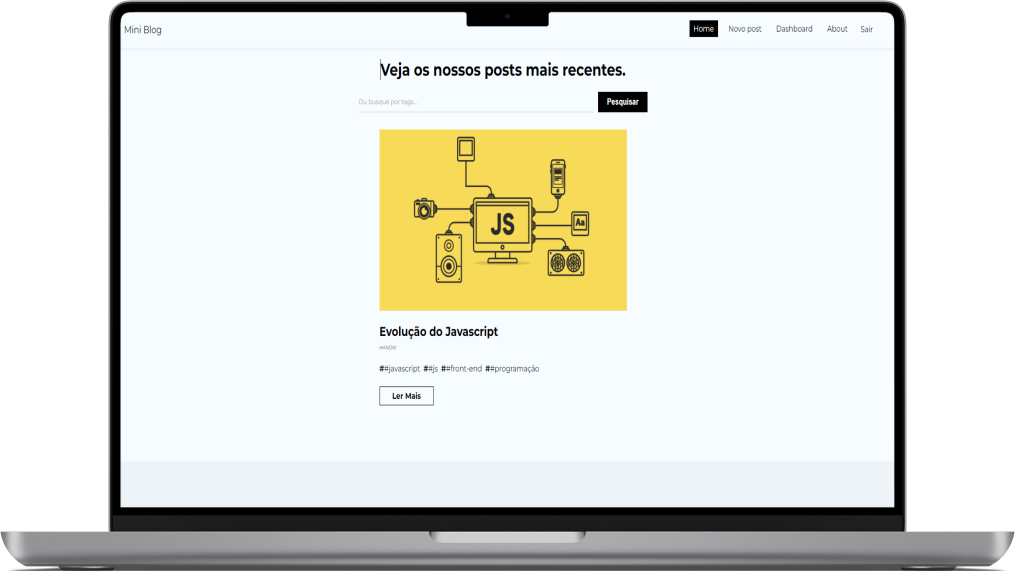 Mini Blog
Home Novo post Dashboard About Sair
Veja os nossos posts mais recentes.
Ou busque por tags...
Pesquisar
JS
Aa
Evolução do Javascript
HANOW
##javascript ##js ##front-end ##programação
Ler Mais